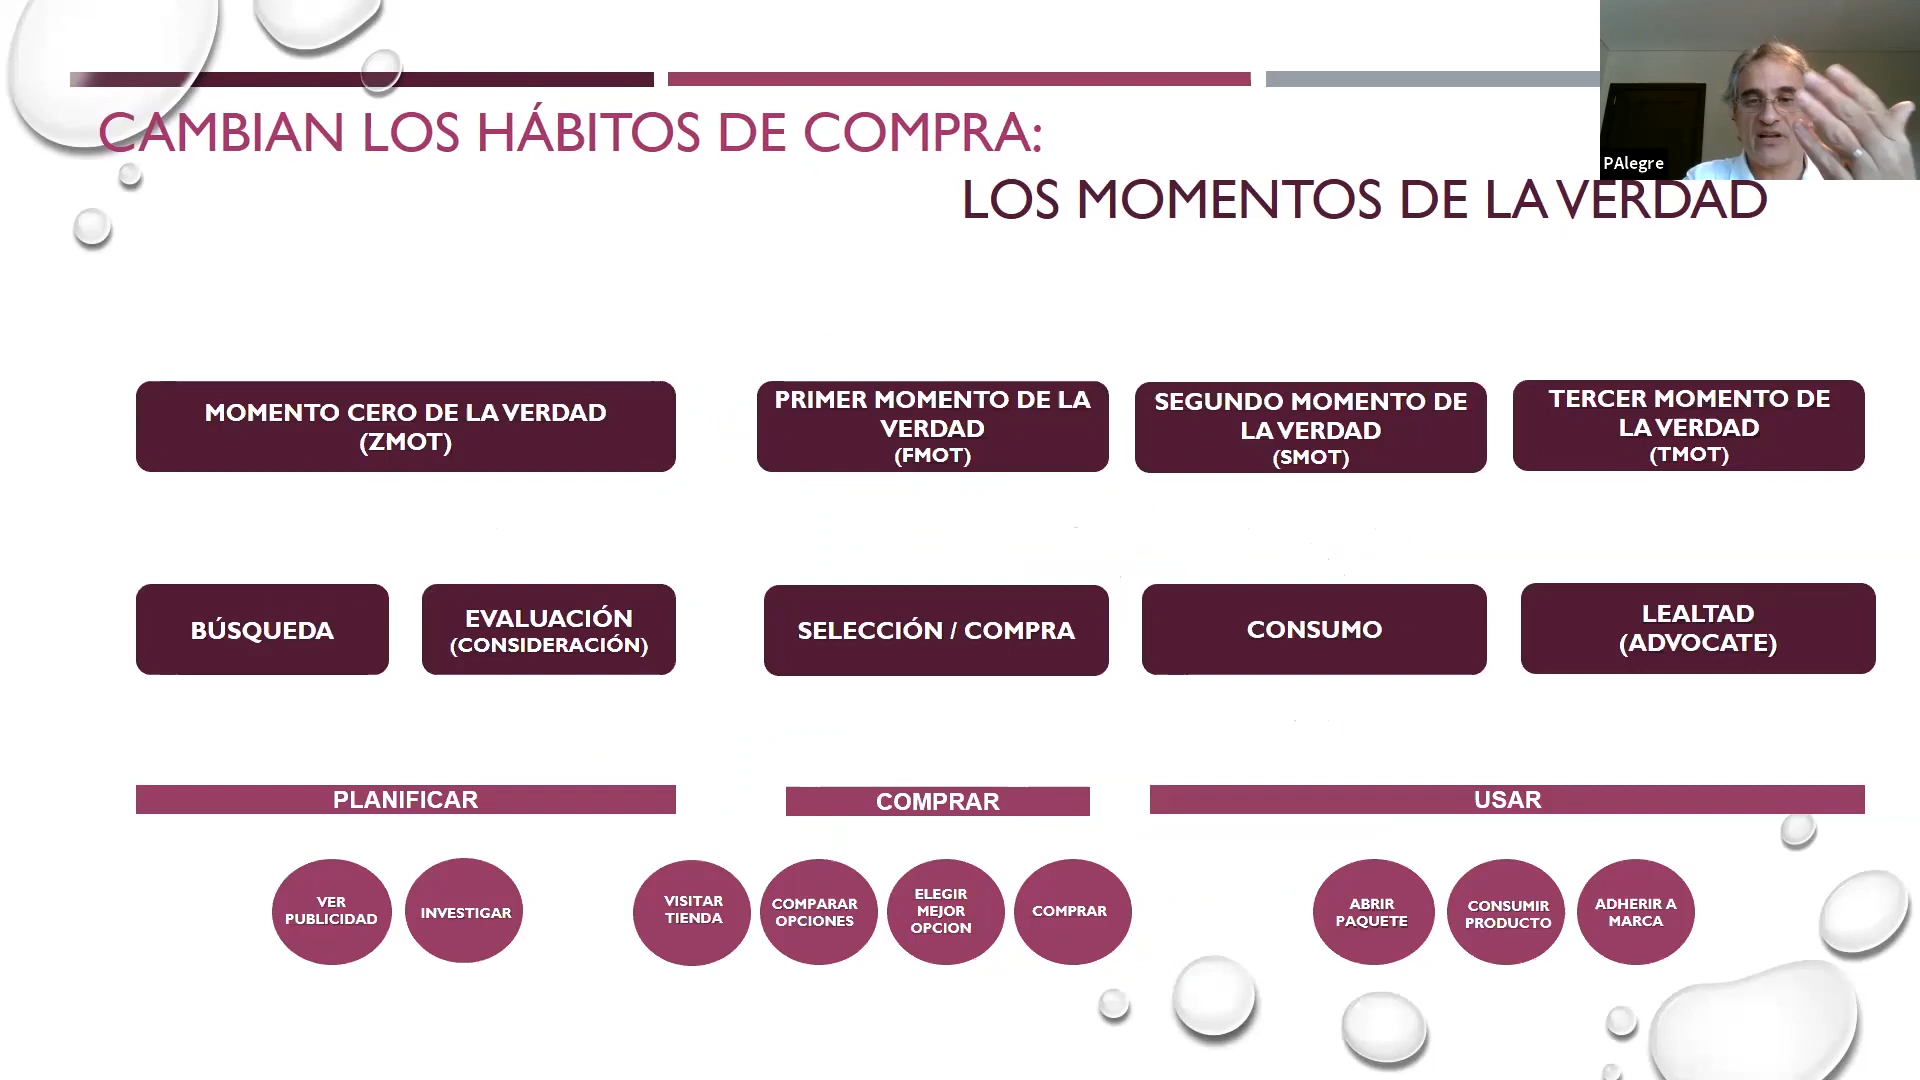 CAMBIAN LOS HÁBITOS DE COMPRA:
LOS MOMENTOS DE LA VERDAD
PAlegre
MOMENTO CERO DE LA VERDAD
(ZMOT)
PRIMER MOMENTO DE LA
VERDAD
(FMOT)
SEGUNDO MOMENTO DE
LA VERDAD
(SMOT)
TERCER MOMENTO DE
LA VERDAD
(TMOT)
BÚSQUEDA
EVALUACIÓN
(CONSIDERACIÓN)
SELECCIÓN / COMPRA
CONSUMO
LEALTAD
(ADVOCATE)
PLANIFICAR
COMPRAR
USAR
VER
PUBLICIDAD
INVESTIGAR
VISITAR
TIENDA
COMPARAR
OPCIONES
ELEGIR
MEJOR
OPCION
COMPRAR
ABRIR
PAQUETE
CONSUMIR
PRODUCTO
ADHERIR A
MARCA